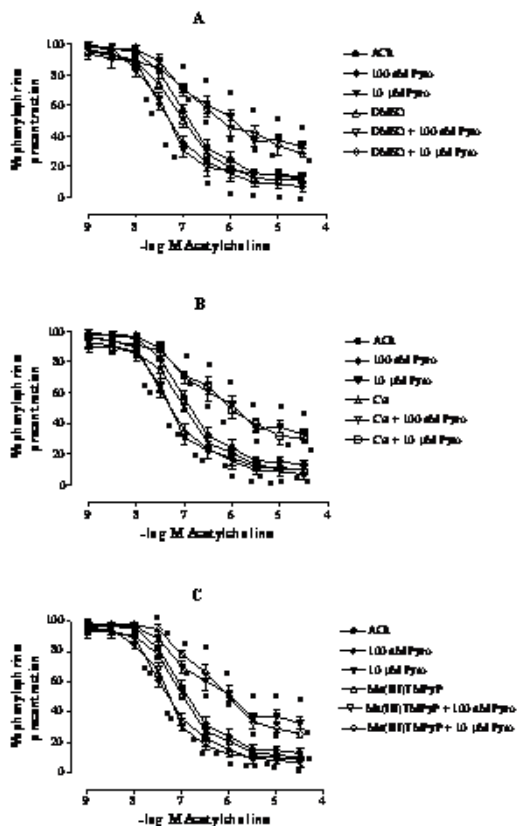 A
%phenylephrine
precontraction
100
80
60
40
20
0
9 8 7 6 5 4
-log M Acetylcholine
ACh
100 nM Pyro
10 µM Pyro
DMSO
DMSO + 100 nM Pyro
DMSO + 10 µM Pyro
B
%phenylephrine
precontraction
100
80
60
40
20
0
9 8 7 6 5 4
-log M Acetylcholine
ACh
100 nM Pyro
10 µM Pyro
+ 100 nM Pyro
+ 10 µM Pyro
C
%phenylephrine
precontraction
100
80
60
40
20
0
9 8 7 6 5 4
-log M Acetylcholine
ACh
100 nM Pyro
10 µM Pyro
Mn(III)TMPyP
Mn(III)TMPyP + 100 nM Pyro
Mn(III)TMPyP + 10 µM Pyro